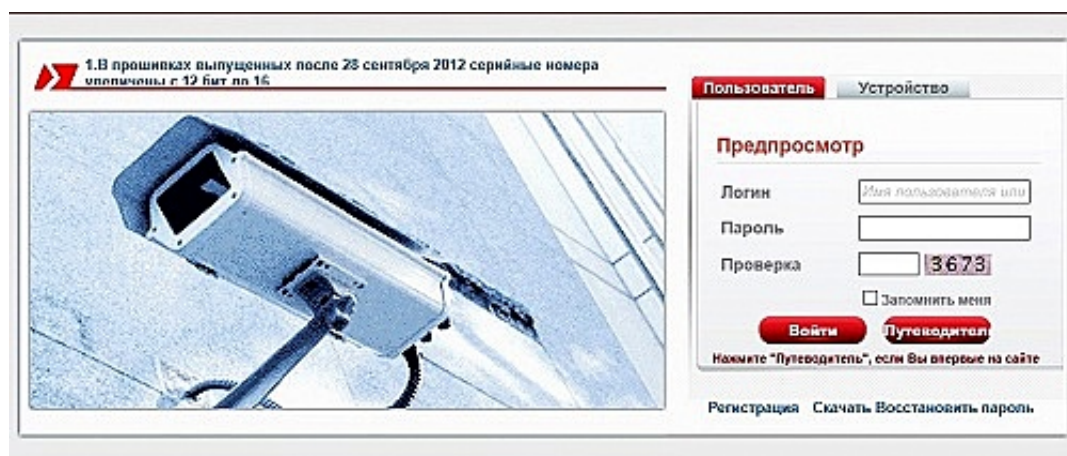 1.В прошивках выпущенных после 28 сентября 2012 серийные номера
увеличены с 12 бит до 16
Пользователь Устройство
Предпросмотр
Логин Имя пользователя или
Пароль
Проверка 3673
Запомнить меня
Войти Путеводител
Нажмите "Путеводитель", если Вы впервые на сайте
Регистрация Скачать Восстановить пароль